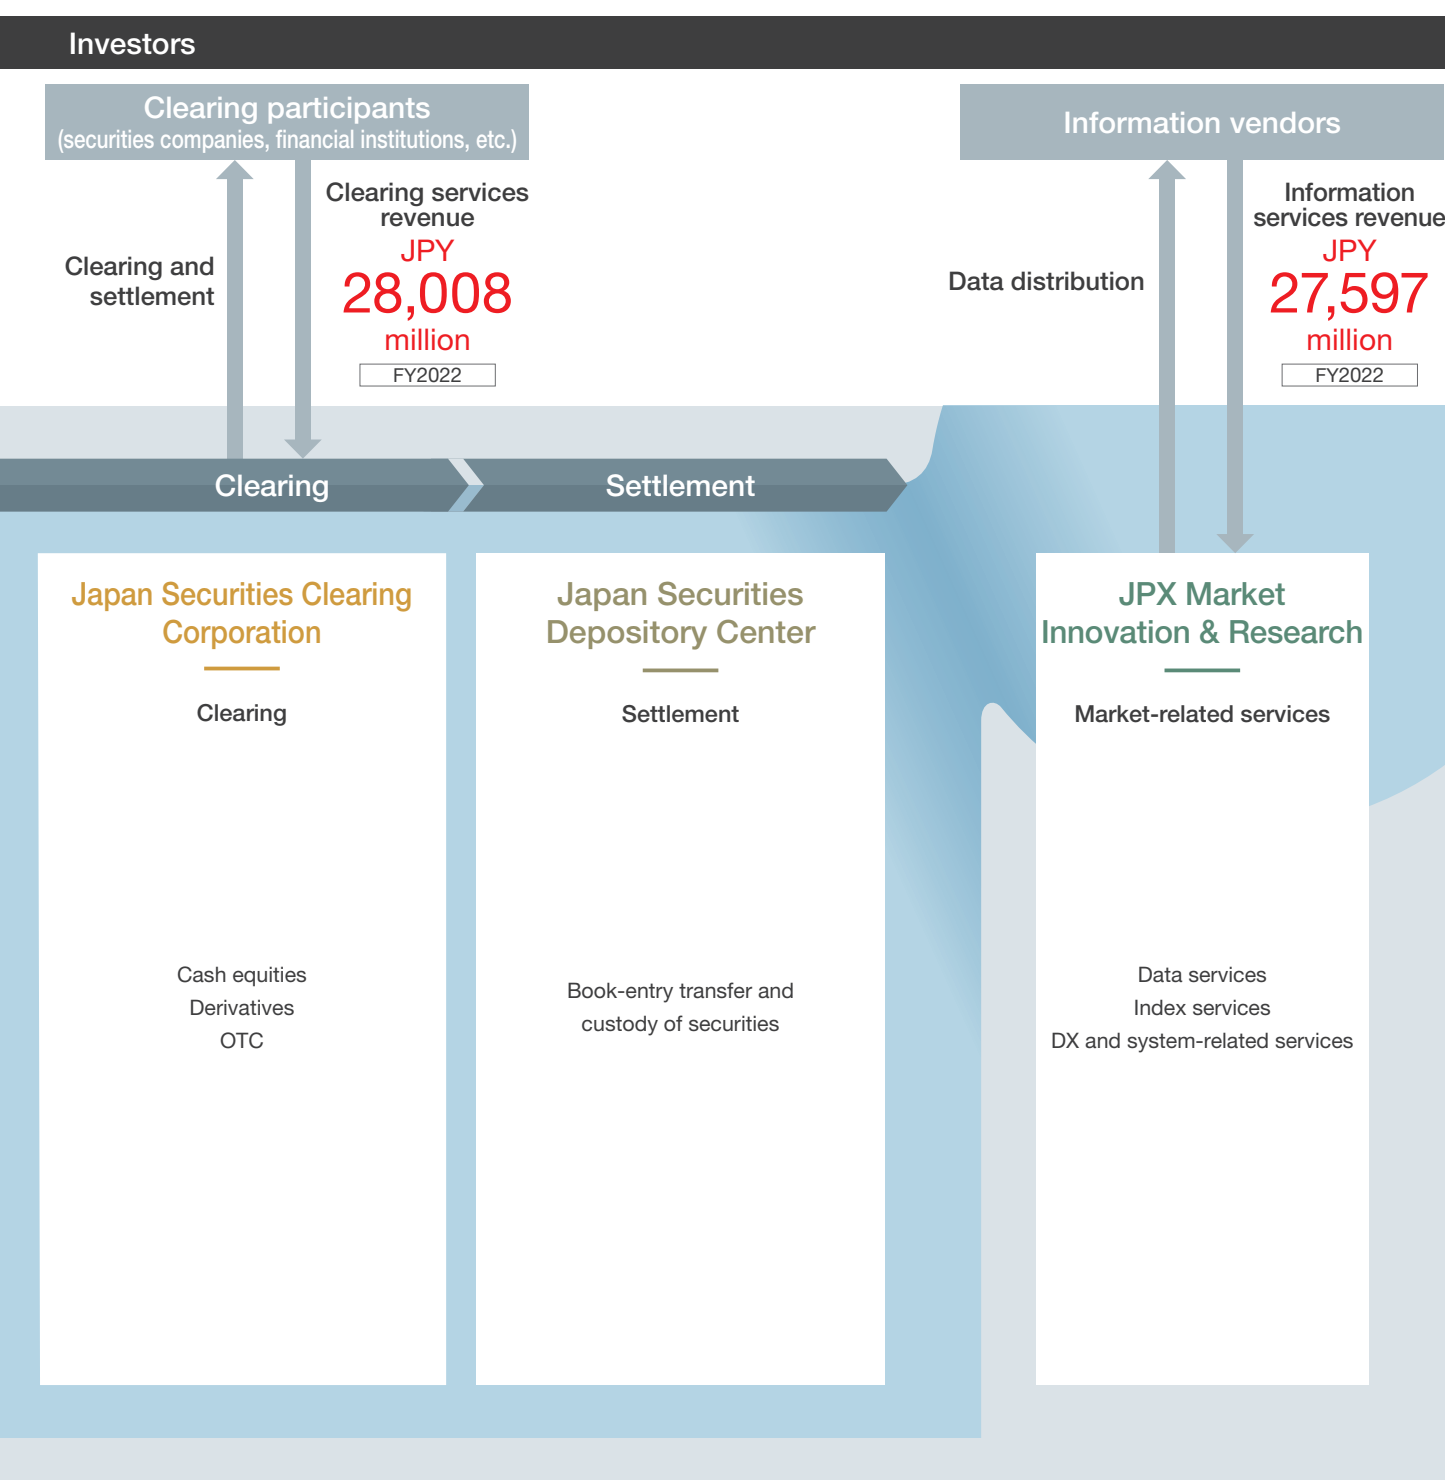 Investors
Clearing participants
(securities companies, financial institutions, etc.)
Clearing and
settlement
Clearing services
revenue
JPY
28,008
million
FY2022
Information vendors
Data distribution
Information
services revenue
JPY
27,597
million
FY2022
Clearing
Settlement
Japan Securities Clearing
Corporation
Clearing
Cash equities
Derivatives
OTC
Japan Securities
Depository Center
Settlement
Book-entry transfer and
custody of securities
JPX Market
Innovation & Research
Market-related services
Data services
Index services
DX and system-related services